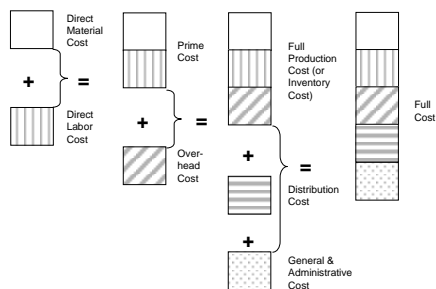 Direct
Material
Cost
+
=
Direct
Labor
Cost
Prime
Cost
+
=
Over-
head
Cost
Full
Production
Cost (or
Inventory
Cost)
+
=
Distribution
Cost
+
General &
Administrative
Cost
Full
Cost